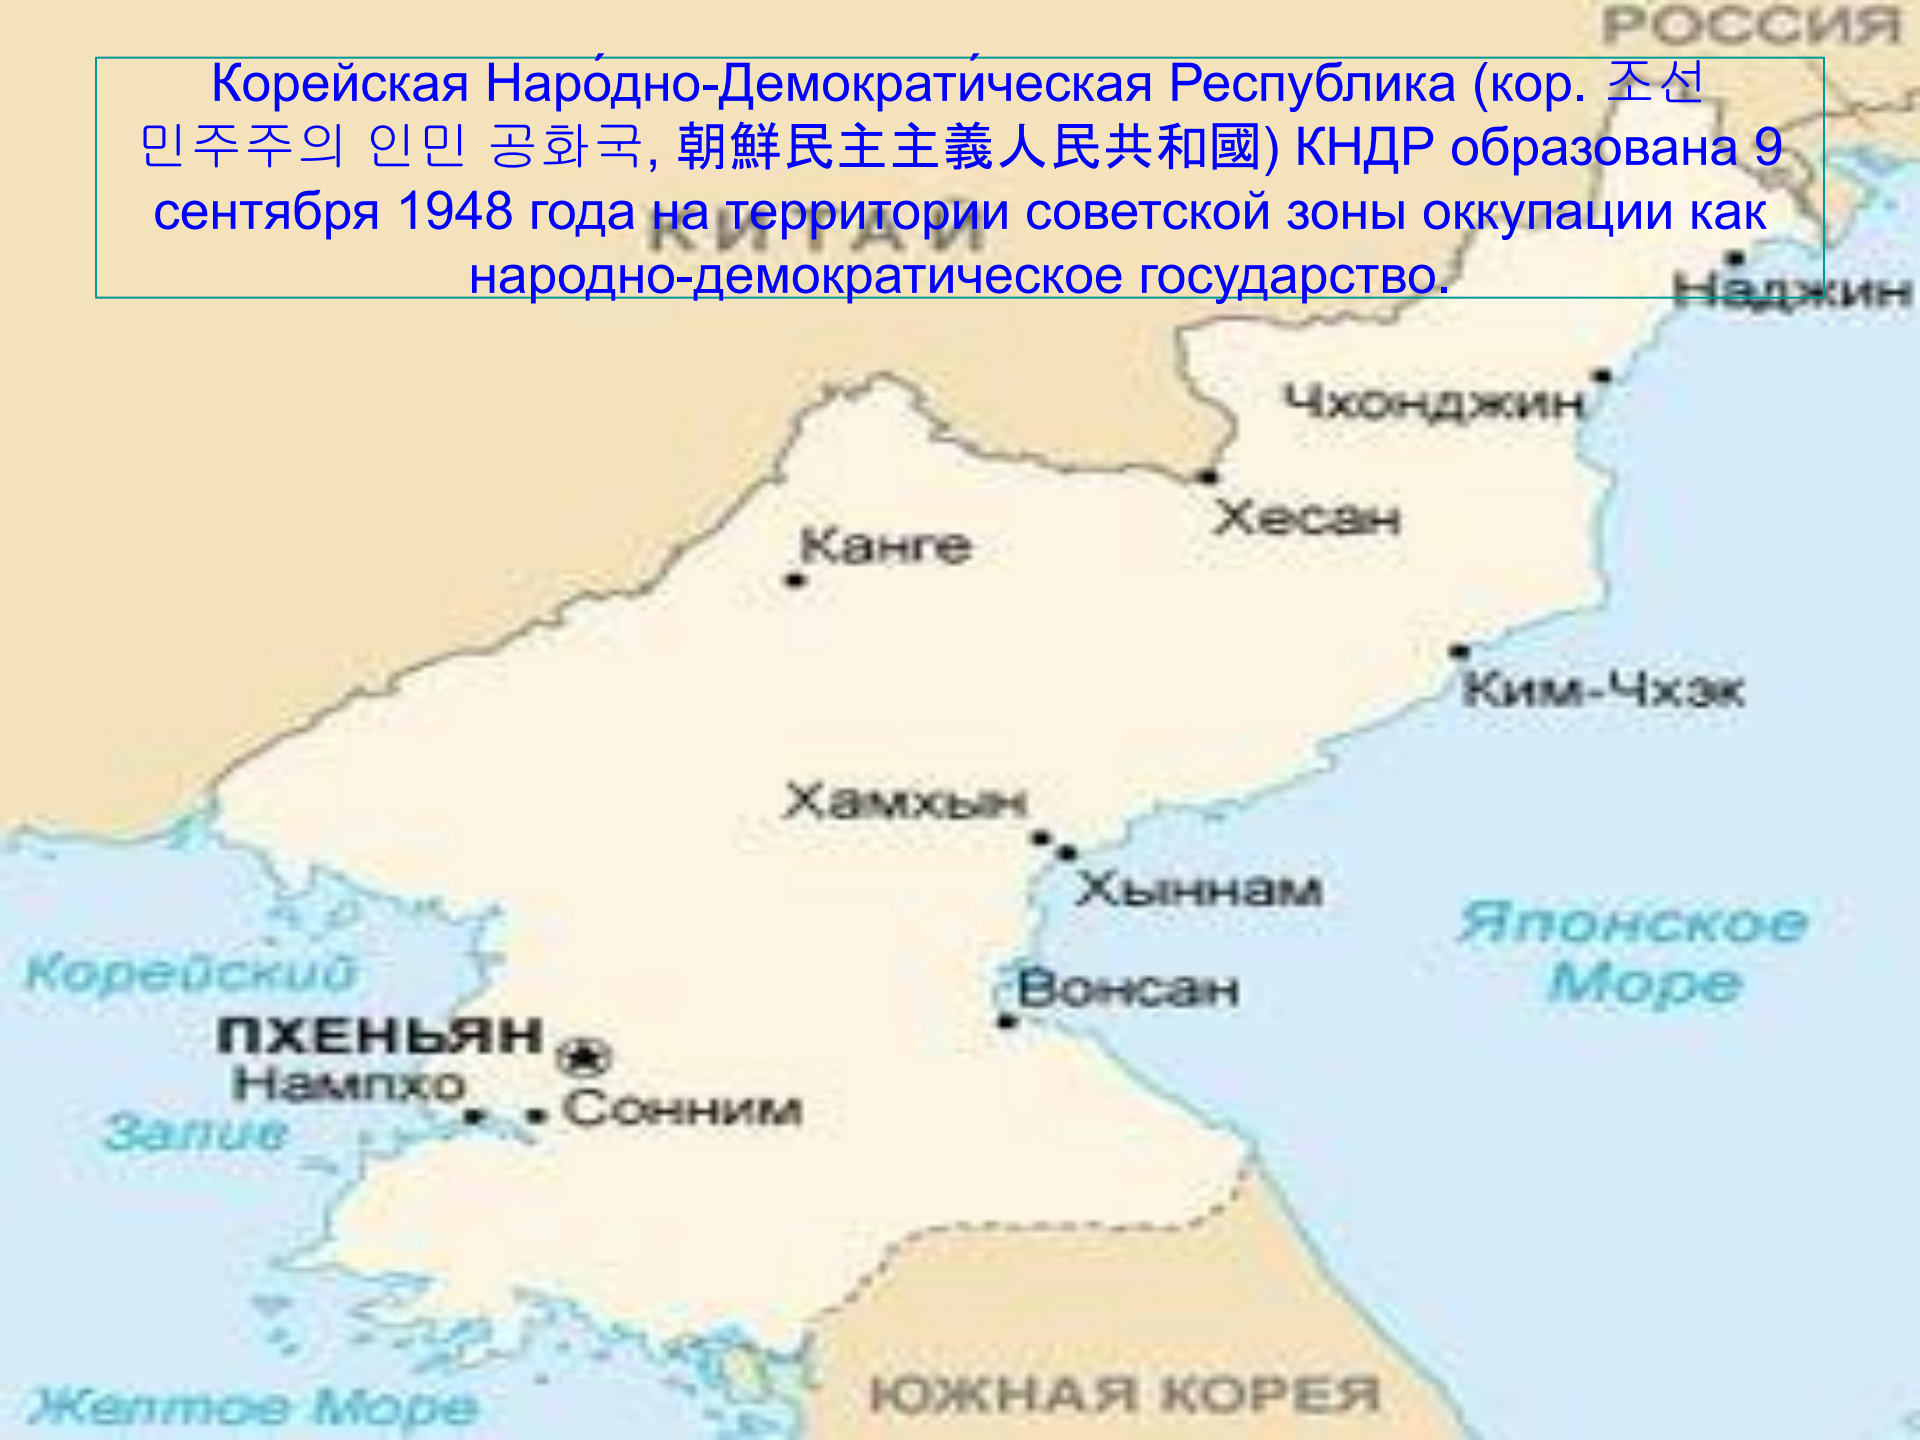 РОССИЯ
Корейская Наро́дно-Демократи́ческая Республика (кор. 조선
민주주의 인민 공화국, 朝鮮民主主義人民共和國) КНДР образована 9
сентября 1948 года на территории советской зоны оккупации как
народно-демократическое государство.
КИТАЙ
Наджин
Чхонджин
Хесан
Канге
Ким-Чхэк
Хамхын
Хыннам
Японское
Море
Вонсан
Корейский
ПХЕНЬЯН
Нампхо
Сонним
Залив
ЮЖНАЯ КОРЕЯ
Желтое Море